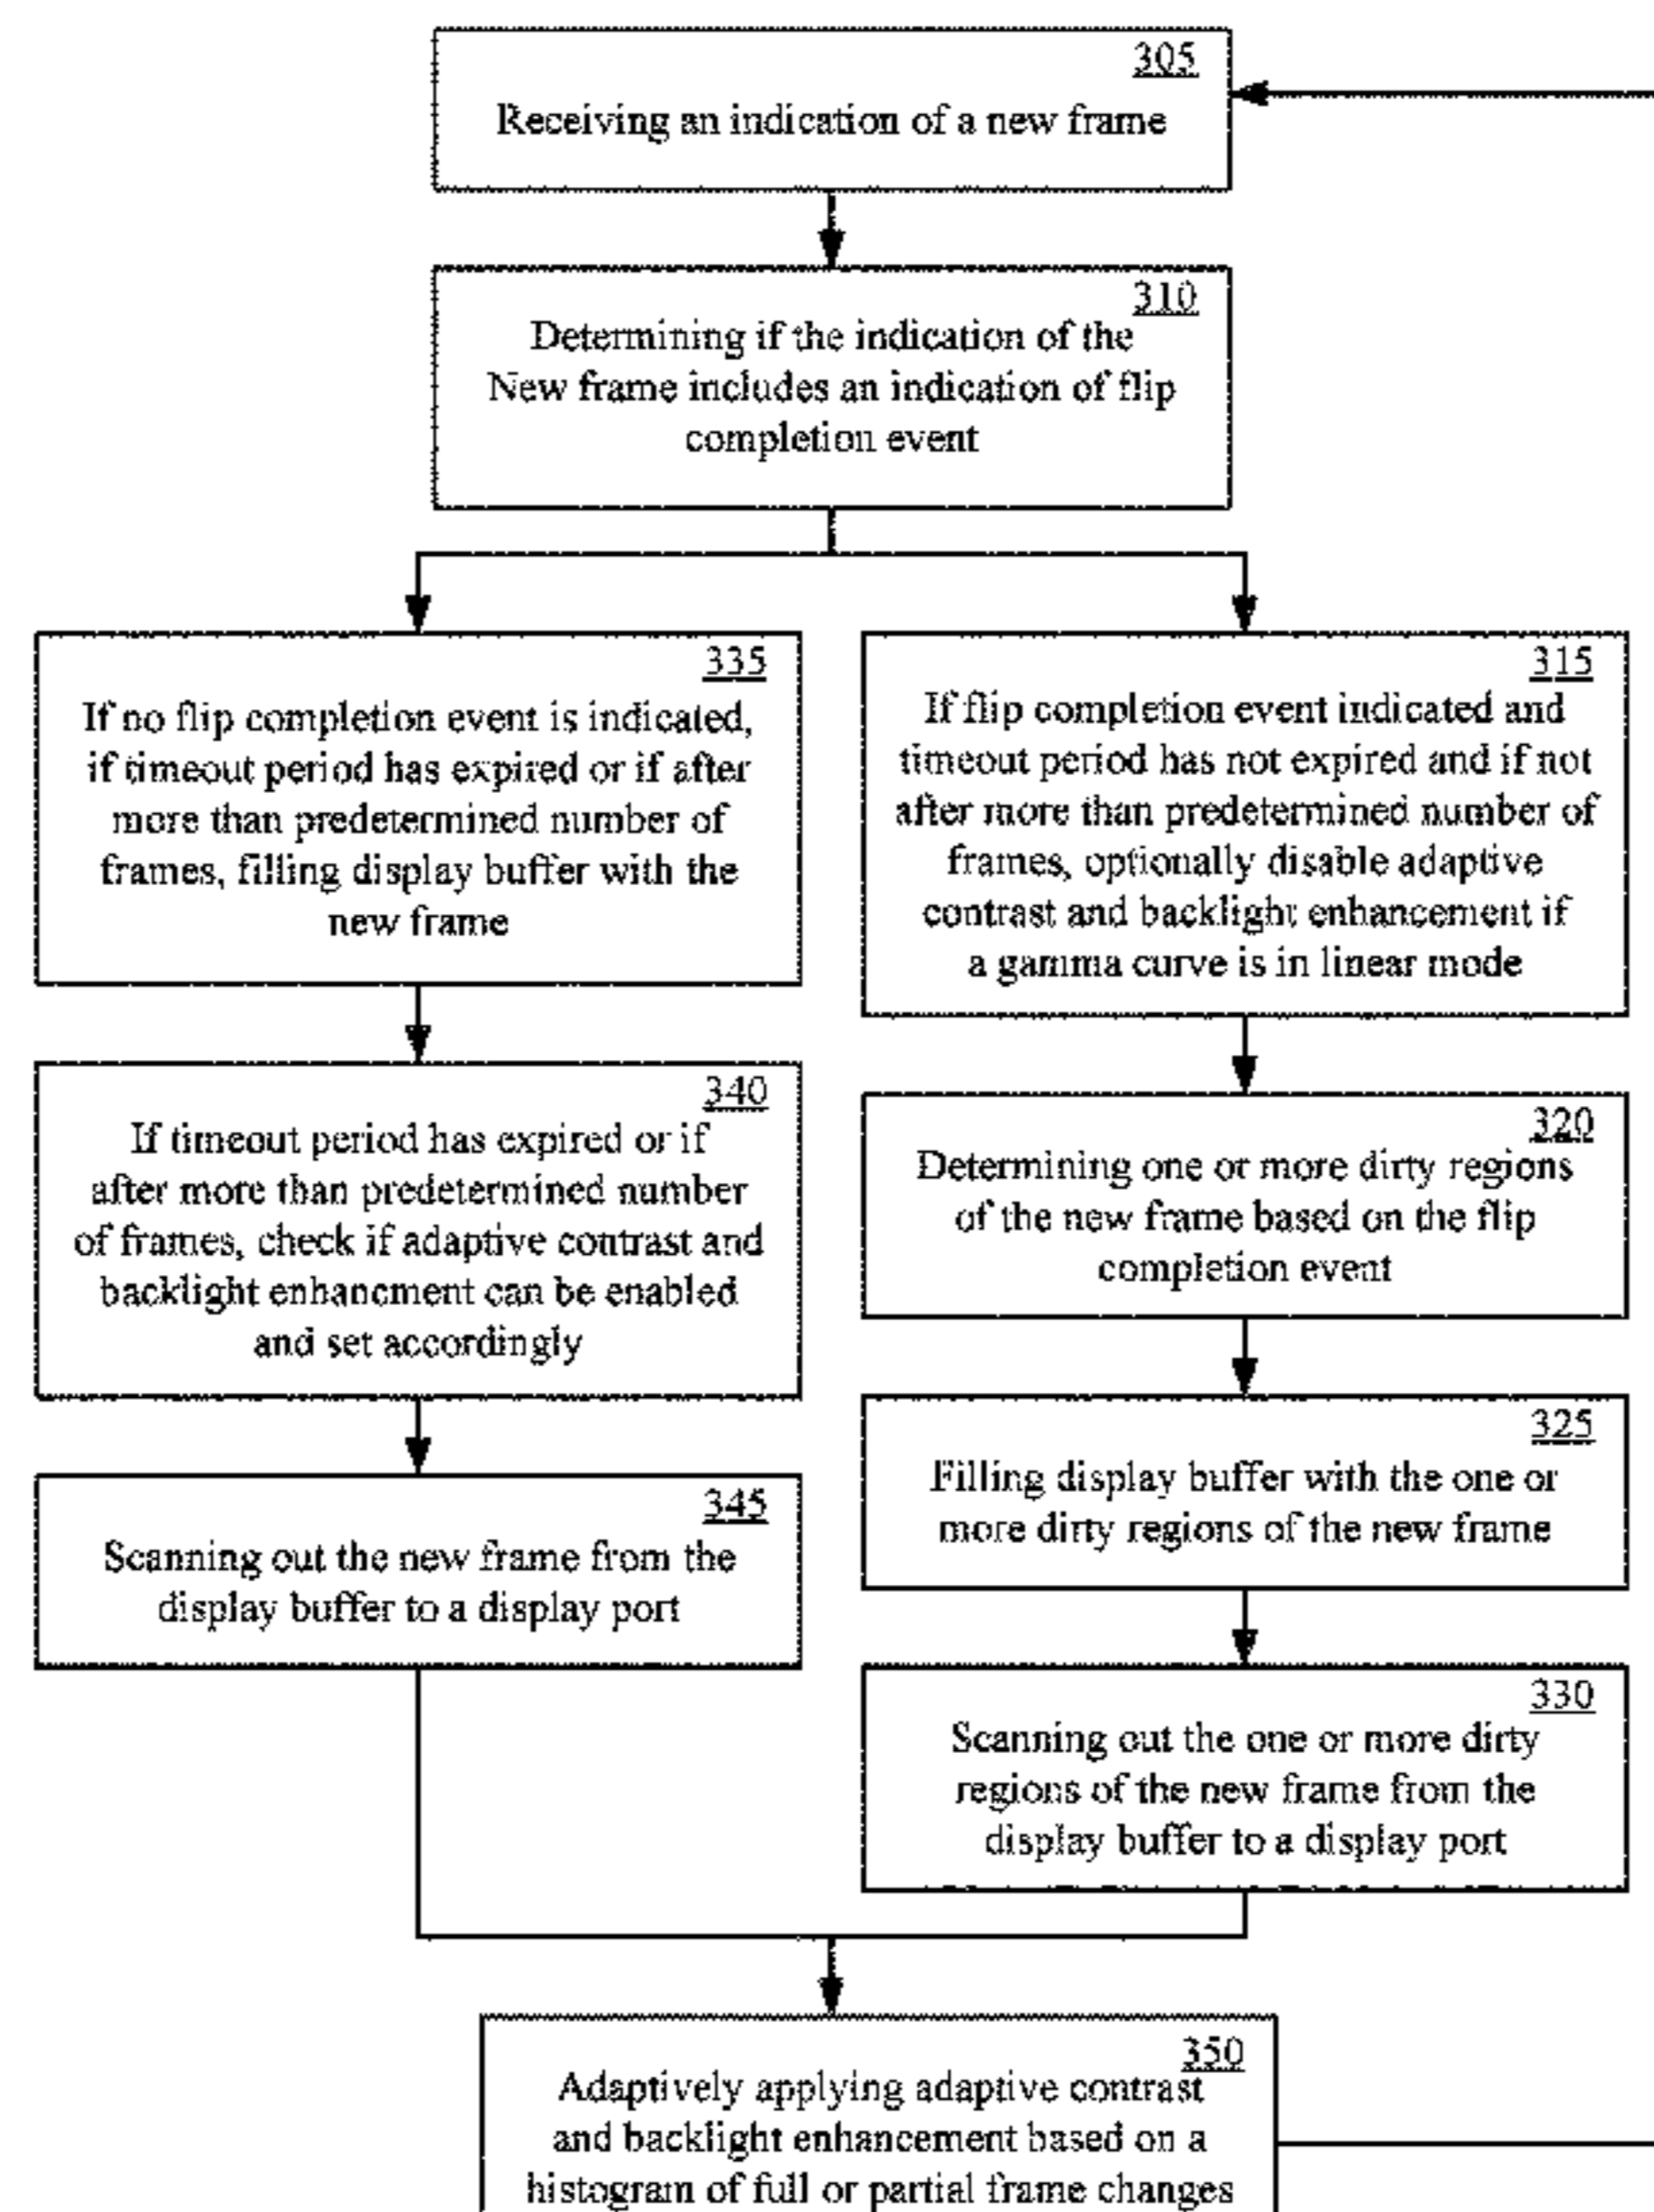 305
Receiving an indication of a new frame
310
Determining if the indication of the
New frame includes an indication of flip
completion event
335
If no flip completion event is indicated,
if timeout period has expired or if after
more than predetermined number of
frames, filling display buffer with the
new frame
340
If timeout period has expired or if
after more than predetermined number
of frames, check if adaptive contrast and
backlight enhancment can be enabled
and set accordingly
345
Scanning out the new frame from the
display buffer to a display port
315
If flip completion event indicated and
timeout period has not expired and if not
after more than predetermined number of
frames, optionally disable adaptive
contrast and backlight enhancement if
a gamma curve is in linear mode
320
Determining one or more dirty regions
of the new frame based on the flip
completion event
325
Filling display buffer with the one or
more dirty regions of the new frame
330
Scanning out the one or more dirty
regions of the new frame from the
display buffer to a display port
350
Adaptively applying adaptive contrast
and backlight enhancement based on a
histogram of full or partial frame changes